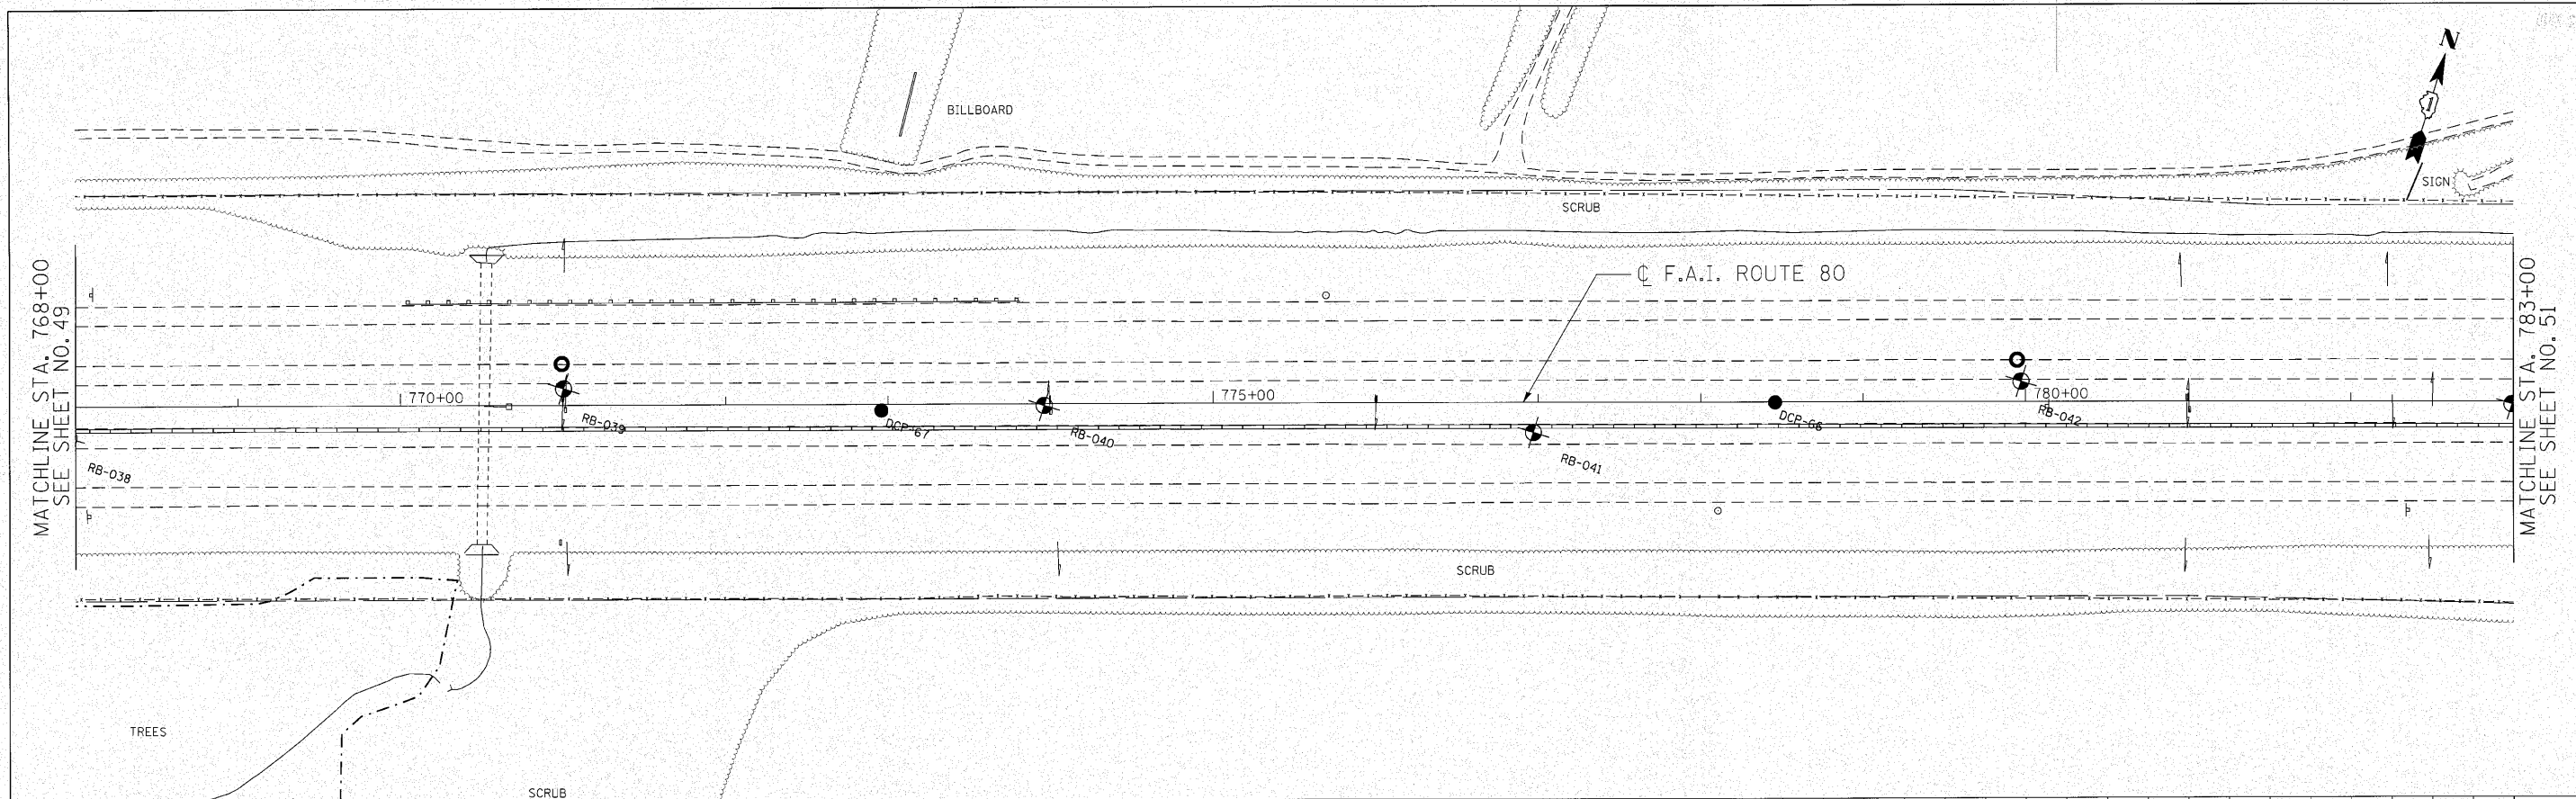 N
BILLBOARD
1
SIGN
SCRUB
MATCHLINE STA. 768+00
SEE SHEET NO. 49
℄ F.A.I. ROUTE 80
MATCHLINE STA. 783+00
SEE SHEET NO. 51
770+00
775+00
780+00
RB-039
DCP-67
RB-040
DCP-66
RB-042
RB-041
RB-038
SCRUB
TREES
SCRUB